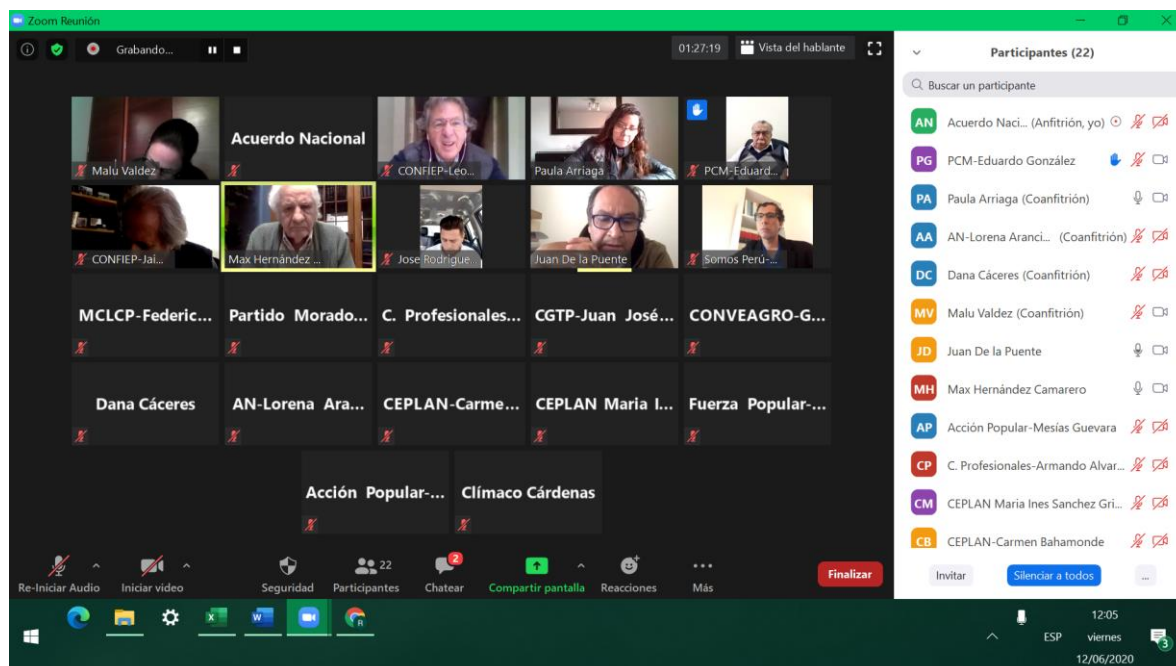 Zoom Reunión
Grabando...
01:27:19
Vista del hablante
Malú Valdez
Acuerdo Nacional
CONFIEP-Leo...
Paula Arriaga
PCM-Eduard...
CONFIEP-Jai...
Max Hernández ...
Jose Rodrigue...
Juan De la Puente
Somos Perú-...
MCLCP-Federic...
Partido Morado...
C. Profesionales...
CGTP-Juan José...
CONVEAGRO-G...
Dana Cáceres
AN-Lorena Ara...
CEPLAN-Carme...
CEPLAN Maria I...
Fuerza Popular-...
Acción Popular-...
Clímaco Cárdenas
Re-Iniciar Audio
Iniciar video
Seguridad
Participantes
22
Chatear
2
Compartir pantalla
Reacciones
Más
Finalizar
Participantes (22)
Buscar un participante
AN Acuerdo Naci... (Anfitrión, yo)
PG PCM-Eduardo González
PA Paula Arriaga (Coanfitrión)
AA AN-Lorena Aranci... (Coanfitrión)
DC Dana Cáceres (Coanfitrión)
MV Malu Valdez (Coanfitrión)
JD Juan De la Puente
MH Max Hernández Camarero
AP Acción Popular-Mesías Guevara
CP C. Profesionales-Armando Alvar...
CM CEPLAN Maria Ines Sanchez Gri...
CB CEPLAN-Carmen Bahamonde
Invitar
Silenciar a todos
...
ESP
12:05
viernes
12/06/2020
3